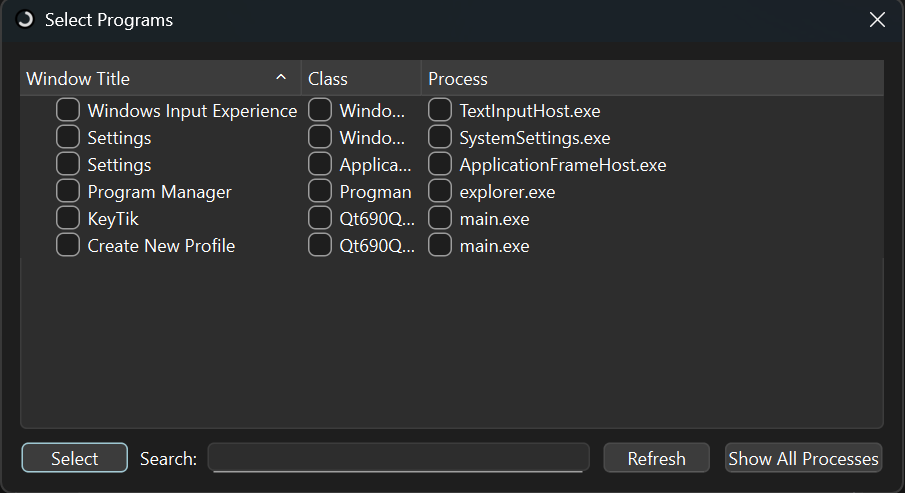 Select Programs
Window Title Class Process
Windows Input Experience Windo... TextInputHost.exe
Settings Windo... SystemSettings.exe
Settings Applica... ApplicationFrameHost.exe
Program Manager Progman explorer.exe
KeyTik Qt690Q... main.exe
Create New Profile Qt690Q... main.exe
Select Search: Refresh Show All Processes